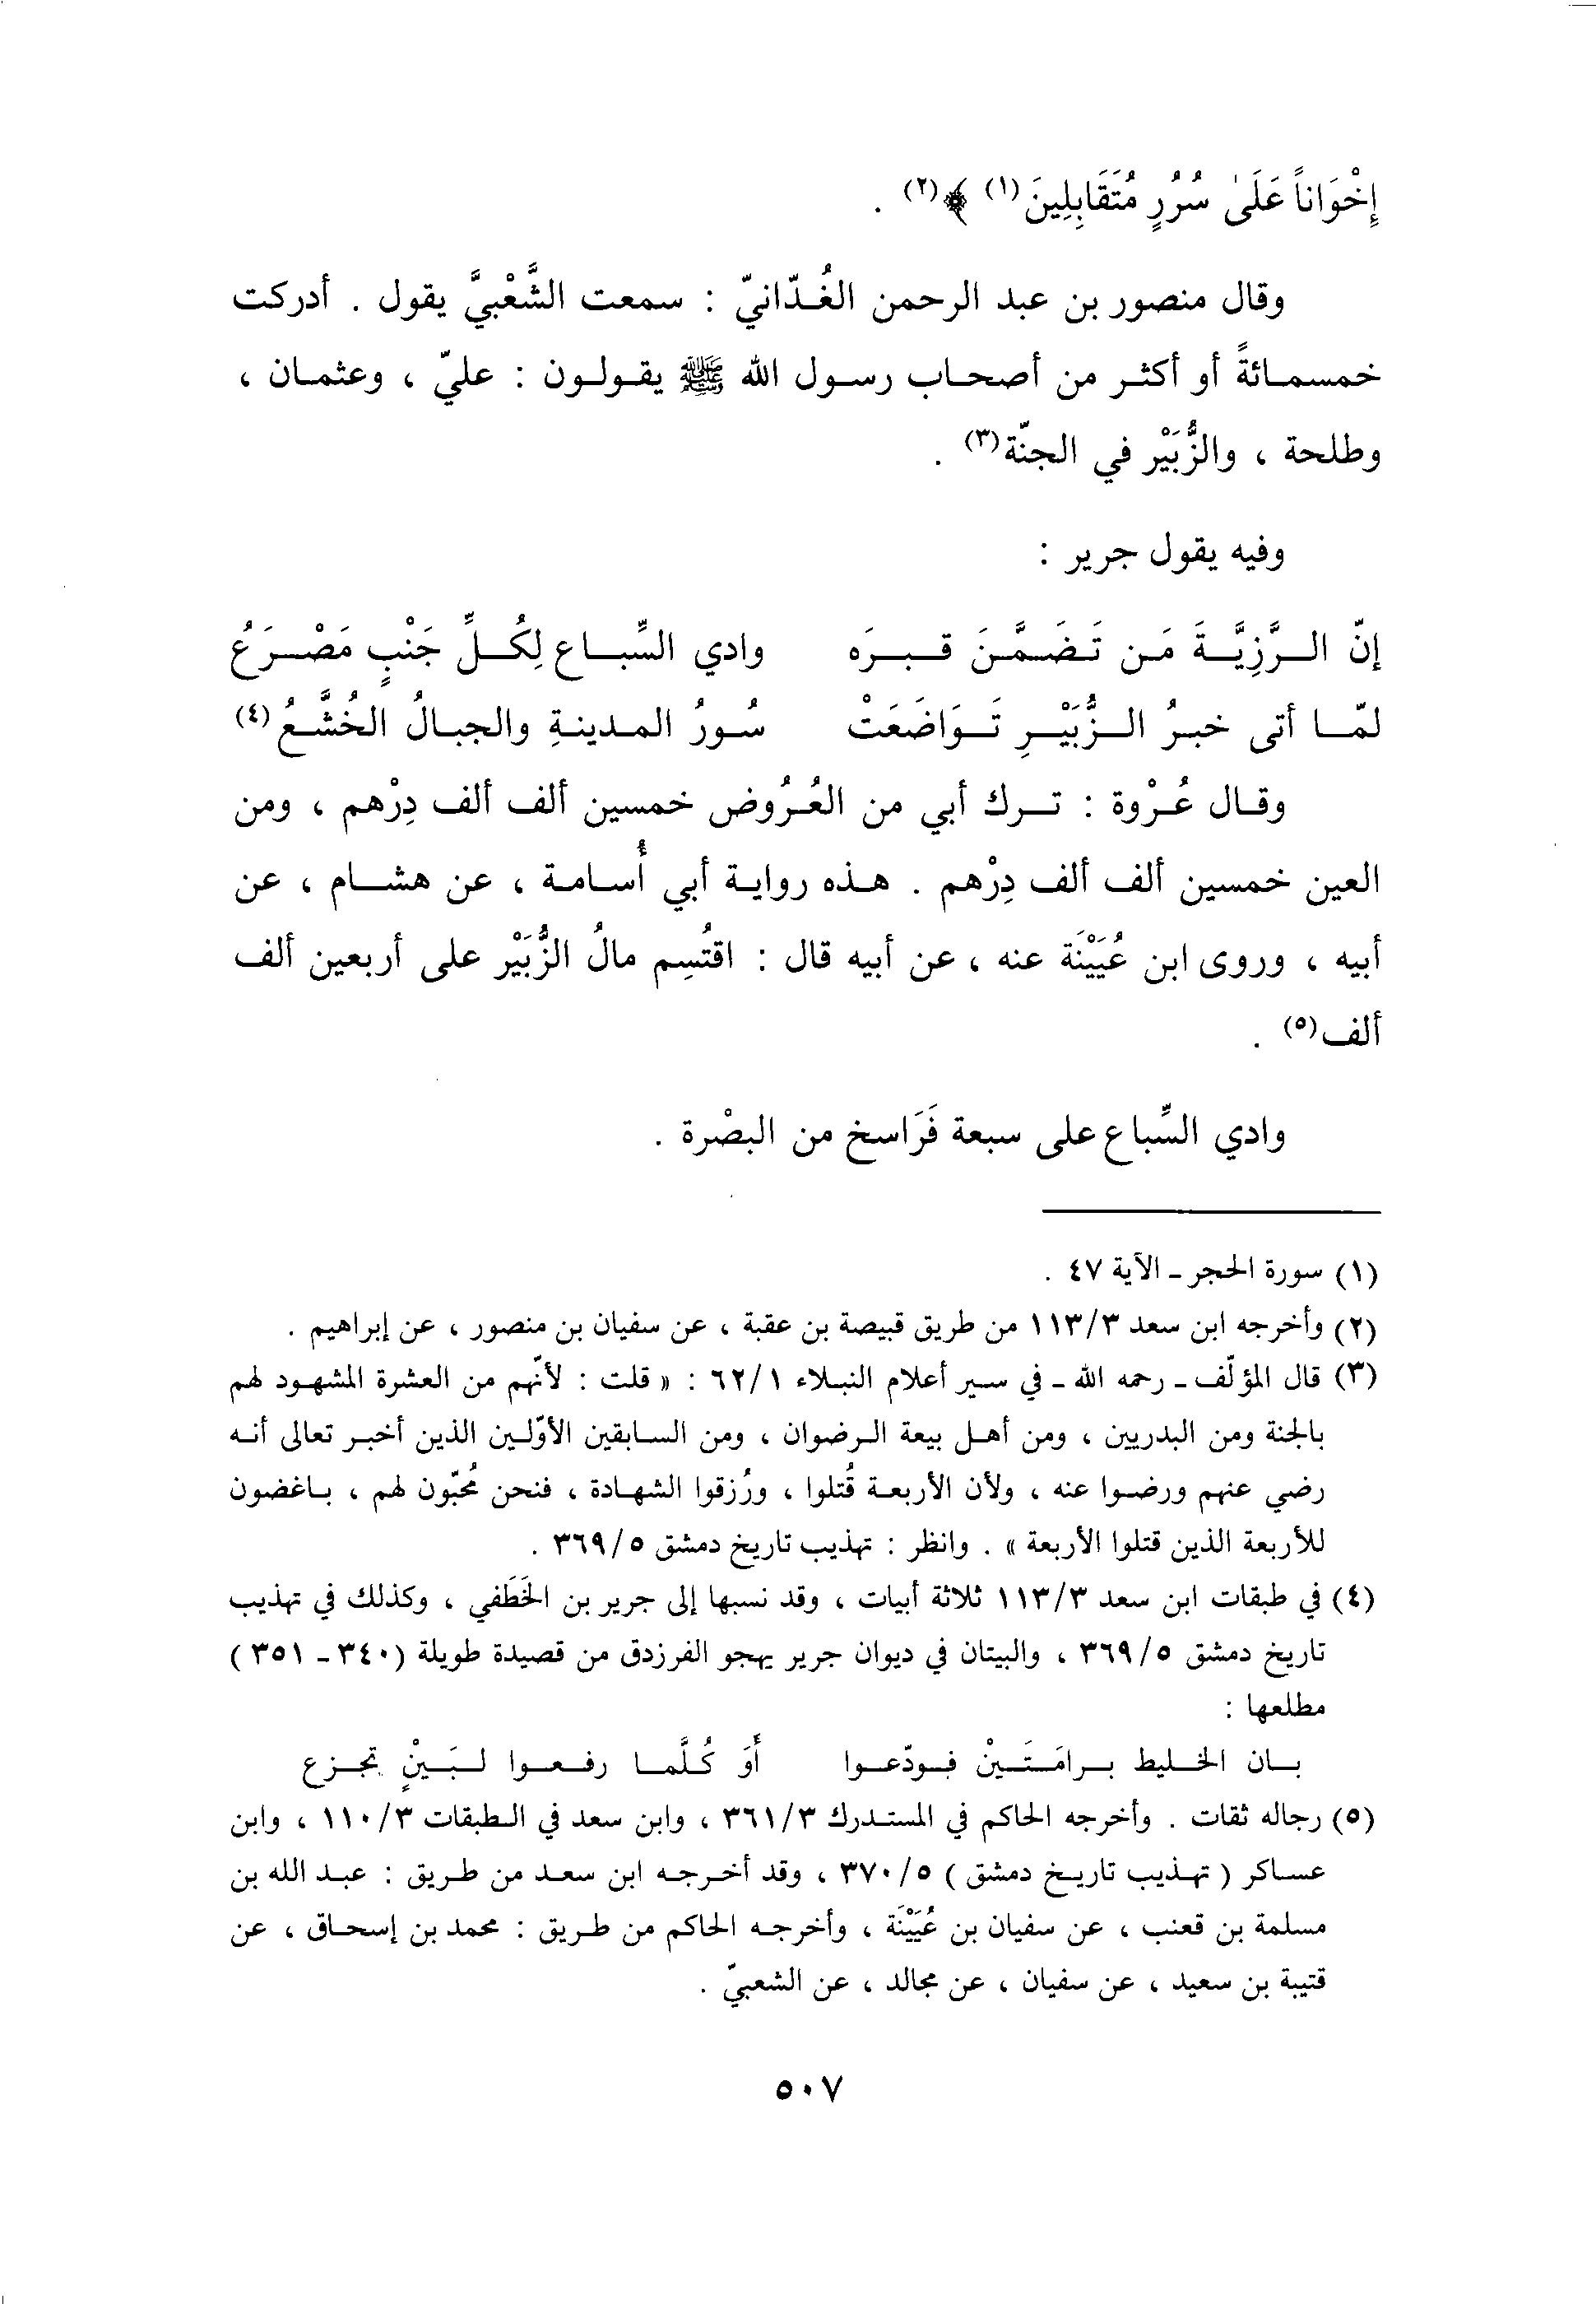 إِخْوَاناً عَلَىٰ سُرُرٍ مُتَقَابِلِينَ(١) ﴾(٢) .
وقال منصور بن عبد الرحمن الغُدّانيّ : سمعت الشَّعْبيَّ يقول . أدركت
خمسمائةً أو أكثر من أصحاب رسول الله ﷺ يقولون : عليّ ، وعثمان ،
وطلحة ، والزُّبَيْر في الجنّة(٣) .
وفيه يقول جرير :
إنّ الرَّزِيَّةَ مَن تَضَمَّنَ قبرَه وادي السِّباع لِكُلِّ جَنْبٍ مَصْرَعُ
لمّا أتى خبرُ الزُّبَيْرِ تَوَاضَعَتْ سُورُ المدينةِ والجبالُ الخُشَّعُ(٤)
وقال عُرْوة : ترك أبي من العُرُوض خمسين ألف ألف دِرْهم ، ومن
العين خمسين ألف ألف دِرْهم . هذه رواية أبي أُسامة ، عن هشام ، عن
أبيه ، وروى ابن عُيَيْنَة عنه ، عن أبيه قال : اقتُسِم مالُ الزُّبَيْر على أربعين ألف
ألف(٥) .
وادي السِّباع على سبعة فَرَاسخ من البصْرة .
(١) سورة الحجر ـ الآية ٤٧ .
(٢) وأخرجه ابن سعد ١١٣/٣ من طريق قبيصة بن عقبة ، عن سفيان بن منصور ، عن إبراهيم .
(٣) قال المؤلّف ـ رحمه الله ـ في سير أعلام النبلاء ٦٢/١ : « قلت : لأنّهم من العشرة المشهود لهم
بالجنة ومن البدريين ، ومن أهل بيعة الرضوان ، ومن السابقين الأوّلين الذين أخبر تعالى أنه
رضي عنهم ورضوا عنه ، ولأن الأربعة قُتلوا ، ورُزقوا الشهادة ، فنحن مُحبّون لهم ، باغضون
للأربعة الذين قتلوا الأربعة » . وانظر : تهذيب تاريخ دمشق ٣٦٩/٥ .
(٤) في طبقات ابن سعد ١١٣/٣ ثلاثة أبيات ، وقد نسبها إلى جرير بن الخَطَفي ، وكذلك في تهذيب
تاريخ دمشق ٣٦٩/٥ ، والبيتان في ديوان جرير يهجو الفرزدق من قصيدة طويلة (٣٤٠ ـ ٣٥١)
مطلعها :
بان الخليط برامَتَيْن فودّعوا أَوَ كُلَّما رفعوا لبَيْنٍ تجزع
(٥) رجاله ثقات . وأخرجه الحاكم في المستدرك ٣٦١/٣ ، وابن سعد في الطبقات ١١٠/٣ ، وابن
عساكر ( تهذيب تاريخ دمشق ) ٣٧٠/٥ ، وقد أخرجه ابن سعد من طريق : عبد الله بن
مسلمة بن قعنب ، عن سفيان بن عُيَيْنَة ، وأخرجه الحاكم من طريق : محمد بن إسحاق ، عن
قتيبة بن سعيد ، عن سفيان ، عن مجالد ، عن الشعبيّ .
٥٠٧